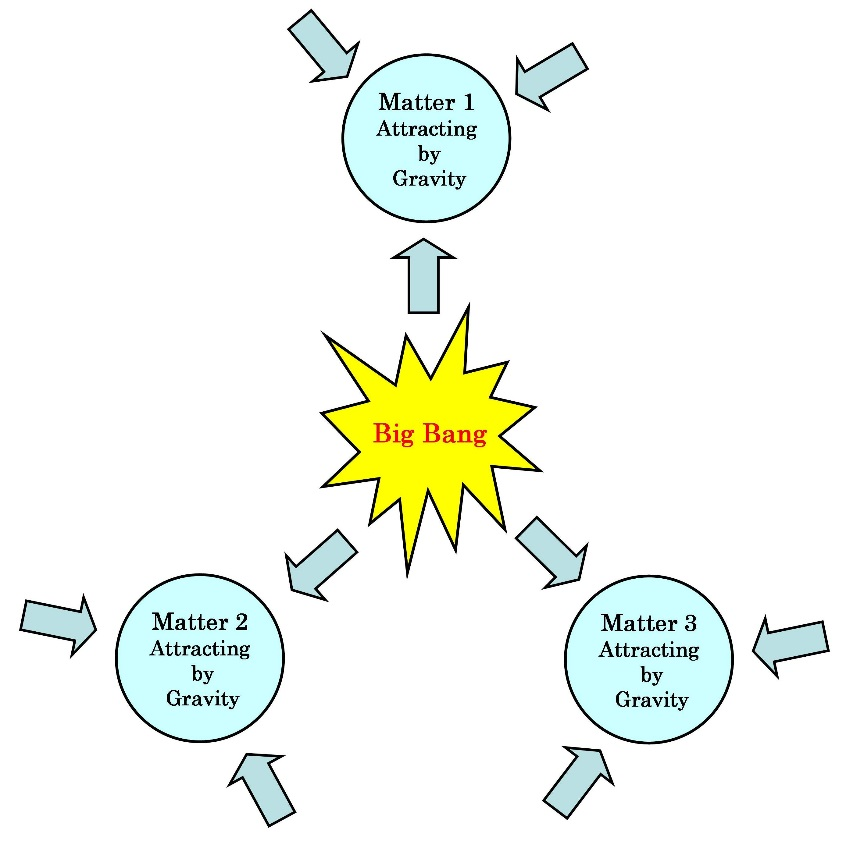 Matter 1
Attracting
by
Gravity
Big Bang
Matter 2
Attracting
by
Gravity
Matter 3
Attracting
by
Gravity